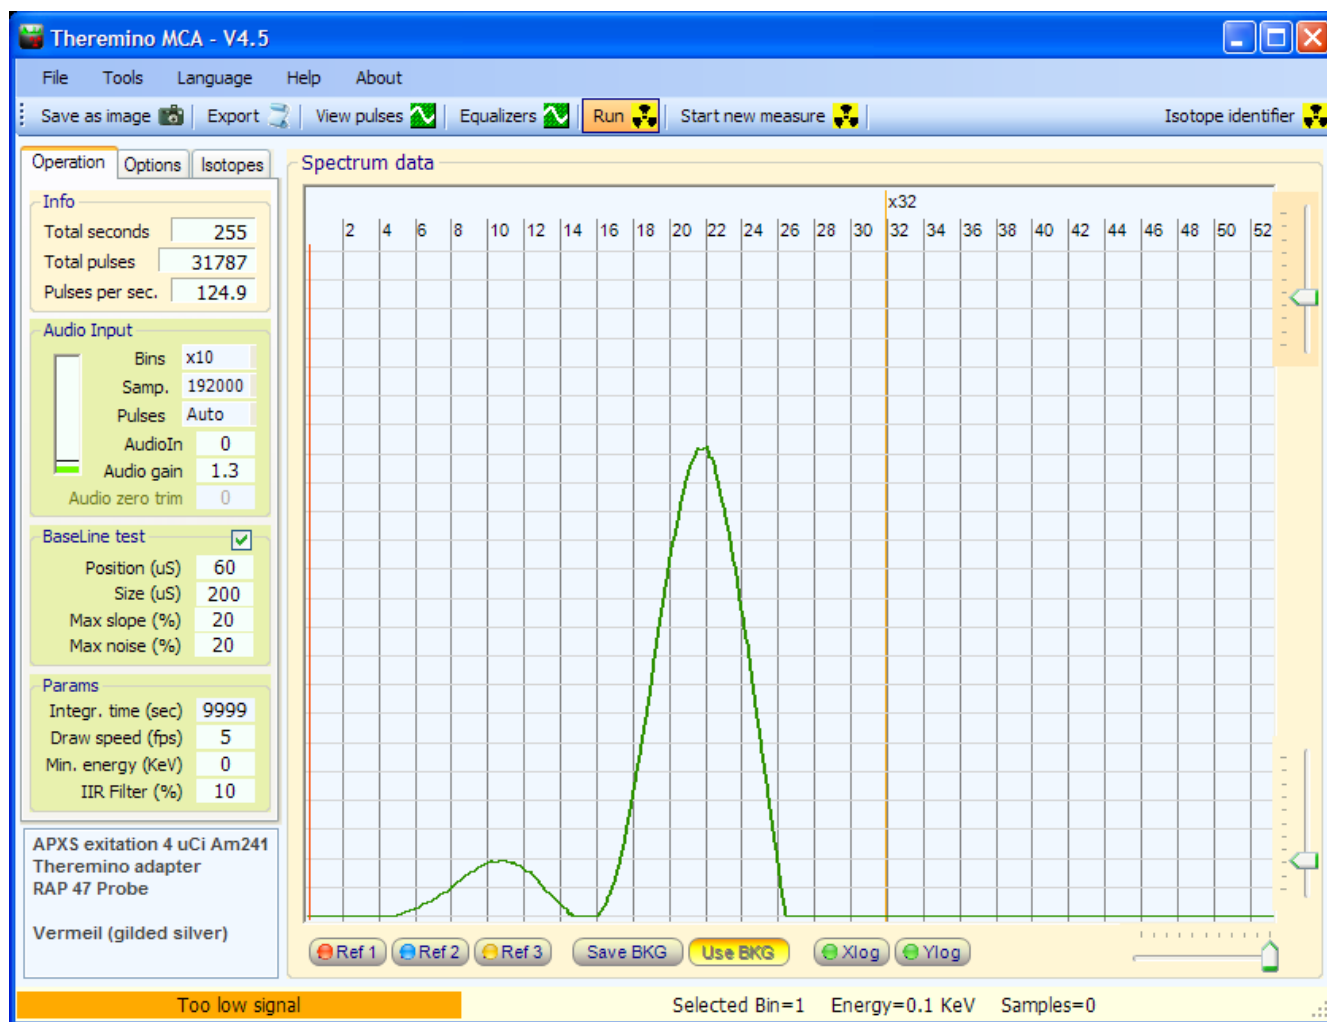 Theremino MCA - V4.5
File Tools Language Help About
Save as image Export View pulses Equalizers Run Start new measure Isotope identifier
Operation Options Isotopes
Spectrum data
Info
Total seconds 255
Total pulses 31787
Pulses per sec. 124.9
Audio Input
Bins x10
Samp. 192000
Pulses Auto
AudioIn 0
Audio gain 1.3
Audio zero trim 0
BaseLine test
Position (uS) 60
Size (uS) 200
Max slope (%) 20
Max noise (%) 20
Params
Integr. time (sec) 9999
Draw speed (fps) 5
Min. energy (KeV) 0
IIR Filter (%) 10
APXS exitation 4 uCi Am241
Theremino adapter
RAP 47 Probe
Vermeil (gilded silver)
x32
2 4 6 8 10 12 14 16 18 20 22 24 26 28 30 32 34 36 38 40 42 44 46 48 50 52
Ref 1 Ref 2 Ref 3 Save BKG Use BKG Xlog Ylog
Too low signal Selected Bin=1 Energy=0.1 KeV Samples=0